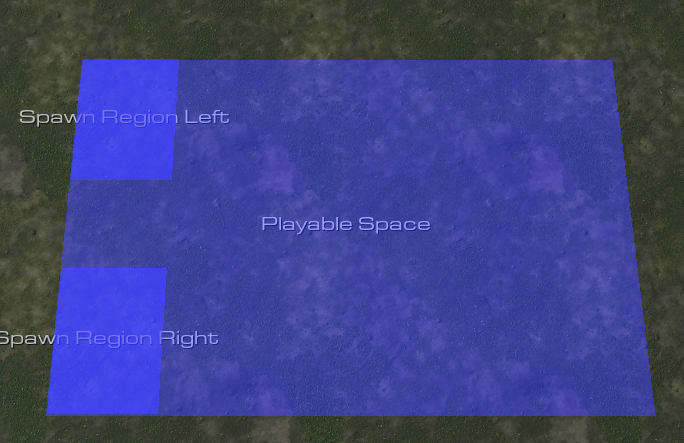 Spawn Region Left
Playable Space
Spawn Region Right